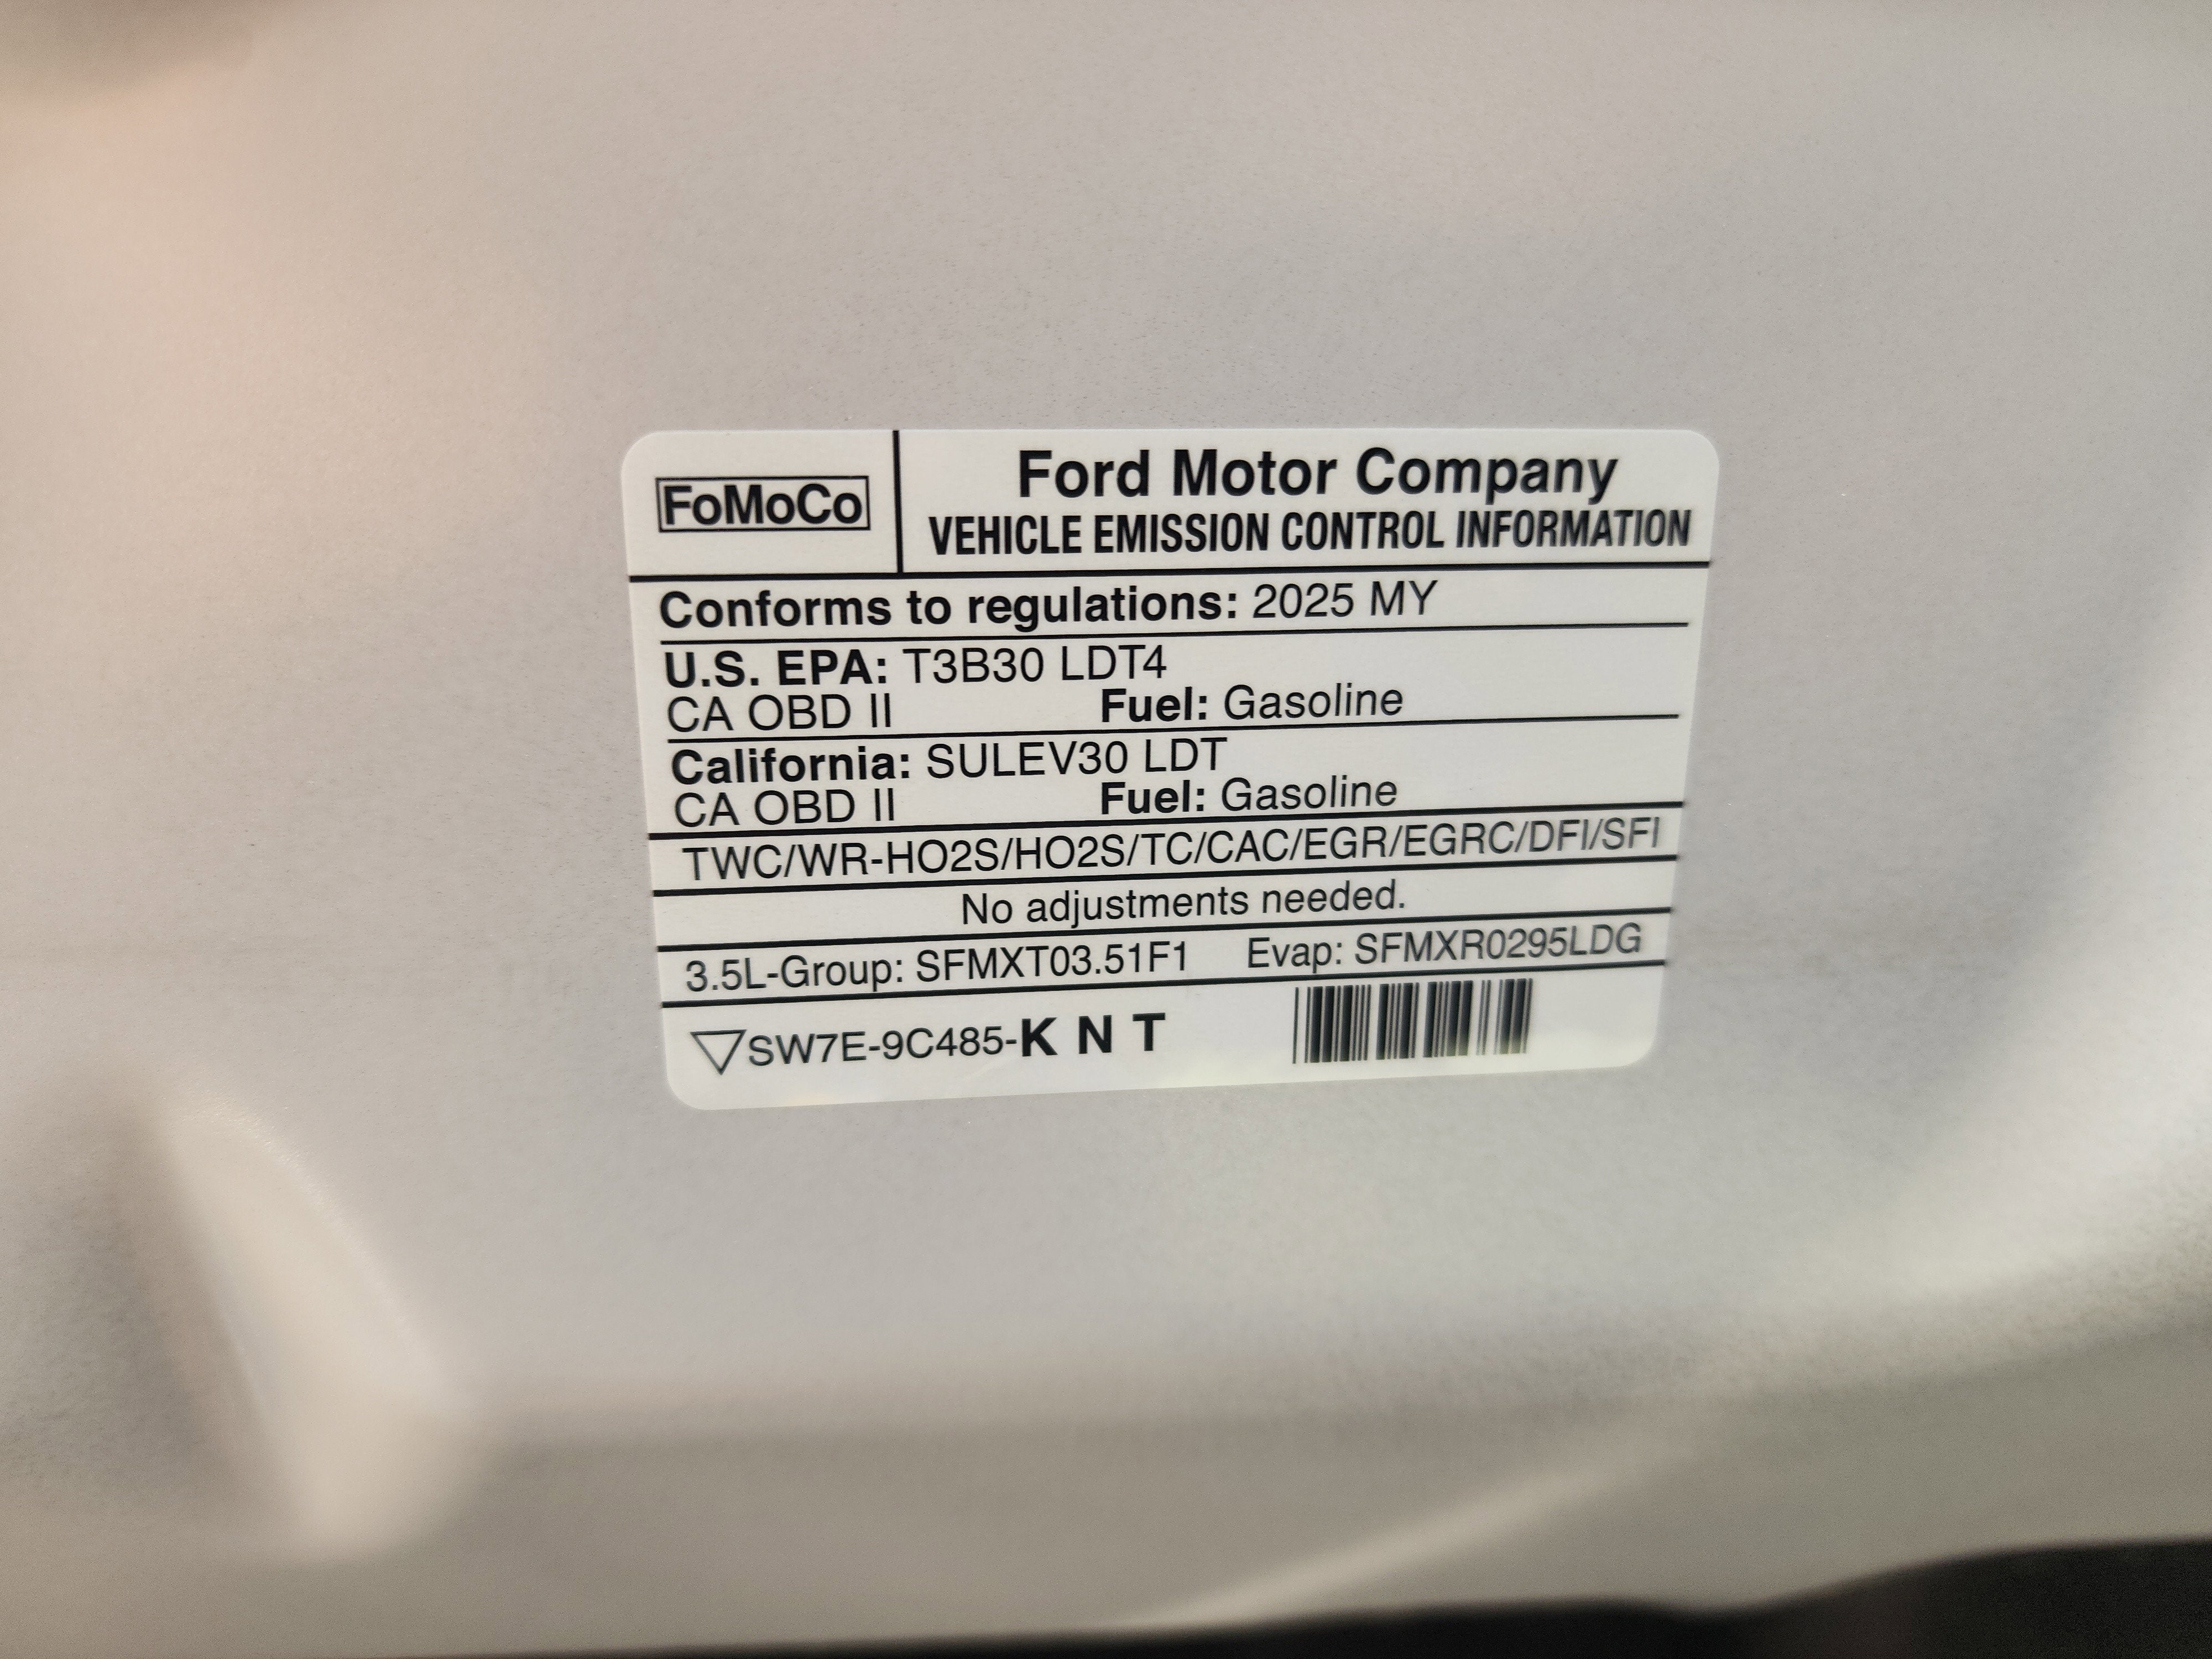 FoMoCo
Ford Motor Company
VEHICLE EMISSION CONTROL INFORMATION
Conforms to regulations: 2025 MY
U.S. EPA: T3B30 LDT4
CA OBD II Fuel: Gasoline
California: SULEV30 LDT
CA OBD II Fuel: Gasoline
TWC/WR-HO2S/HO2S/TC/CAC/EGR/EGRC/DFI/SFI
No adjustments needed.
3.5L-Group: SFMXT03.51F1 Evap: SFMXR0295LDG
SW7E-9C485-K N T